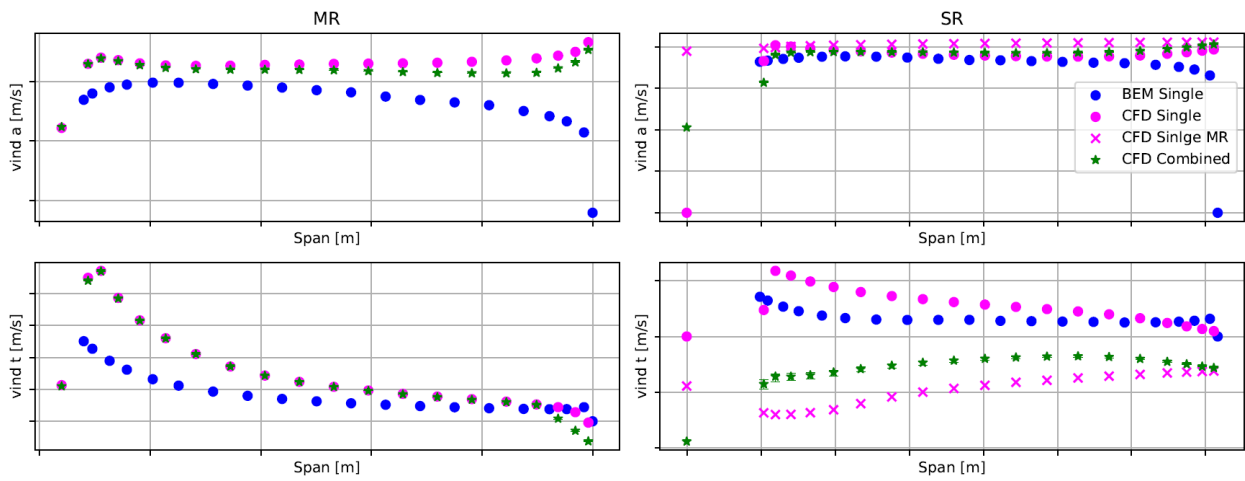 MR
SR
vind a [m/s]
Span [m]
vind a [m/s]
BEM Single
CFD Single
CFD Sinlge MR
CFD Combined
Span [m]
vind t [m/s]
Span [m]
vind t [m/s]
Span [m]